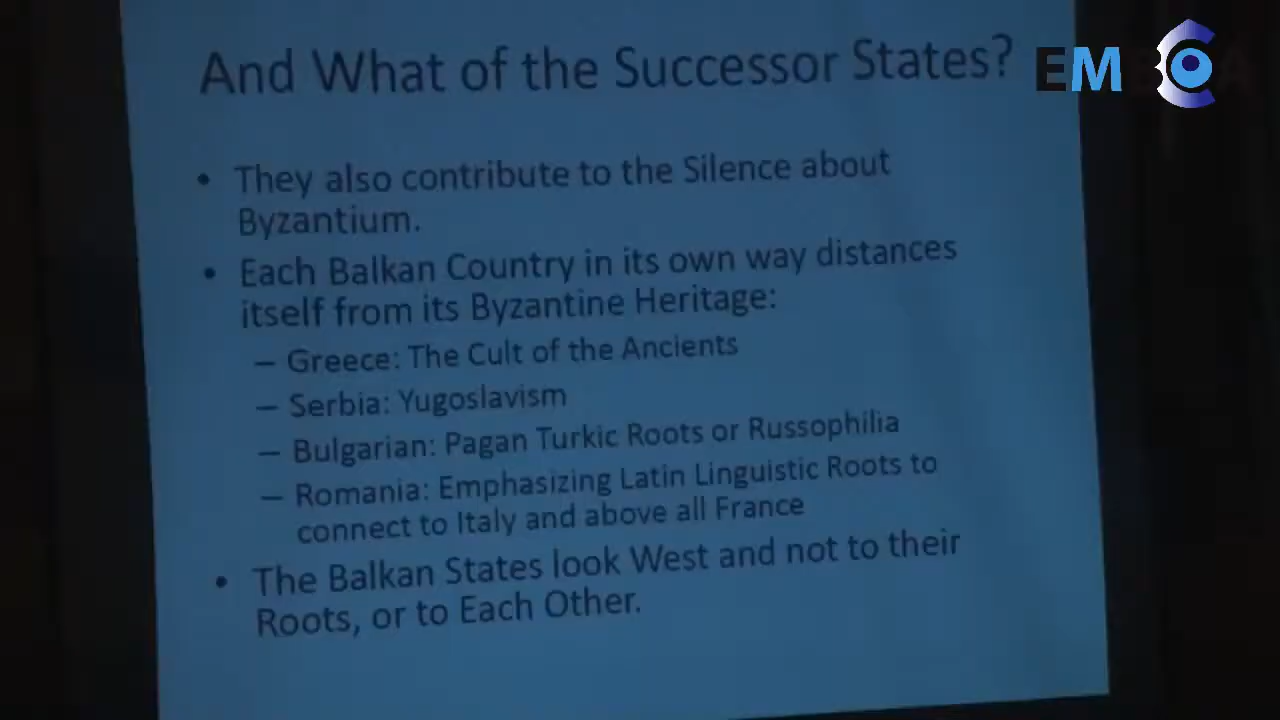 And What of the Successor States?
EMBCA
• They also contribute to the Silence about
Byzantium.
• Each Balkan Country in its own way distances
itself from its Byzantine Heritage:
– Greece: The Cult of the Ancients
– Serbia: Yugoslavism
– Bulgarian: Pagan Turkic Roots or Russophilia
– Romania: Emphasizing Latin Linguistic Roots to
connect to Italy and above all France
• The Balkan States look West and not to their
Roots, or to Each Other.